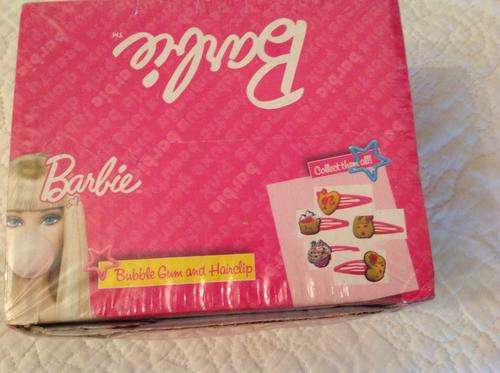 Barbie™
Collect them all!
Barbie
Bubble Gum and Hairclip